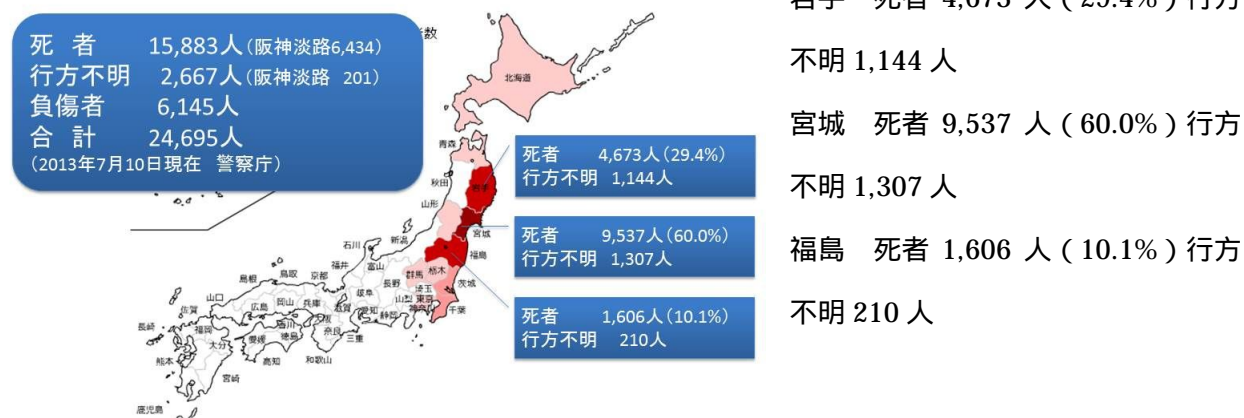 数
死 者 15,883人(阪神淡路6,434)
行方不明 2,667人(阪神淡路 201)
負傷者 6,145人
合 計 24,695人
(2013年7月10日現在 警察庁)
北海道
青森
秋田
岩手
山形
宮城
新潟
福島
石川
福井
富山
群馬
栃木
茨城
長野
埼玉
岐阜
山梨
東京
神奈川
千葉
静岡
愛知
滋賀
京都
鳥取
島根
兵庫
岡山
広島
山口
大阪
奈良
三重
和歌山
香川
徳島
愛媛
高知
佐賀
福岡
長崎
大分
熊本
宮崎
鹿児島
死者 4,673人(29.4%)
行方不明 1,144人
死者 9,537人(60.0%)
行方不明 1,307人
死者 1,606人(10.1%)
行方不明 210人
岩手 死者 4,673 人(29.4%)行方
不明 1,144 人
宮城 死者 9,537 人(60.0%)行方
不明 1,307 人
福島 死者 1,606 人(10.1%)行方
不明 210 人